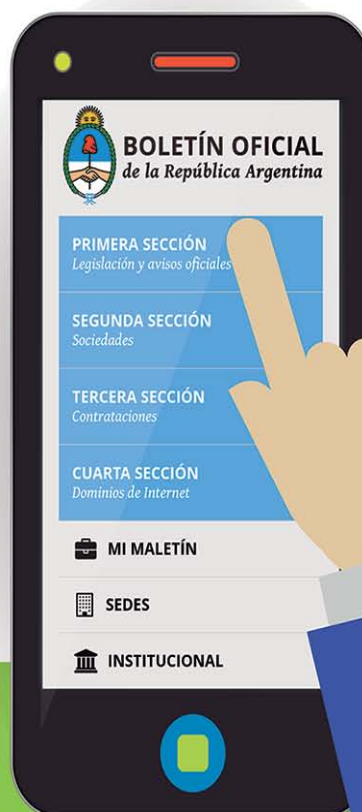 BOLETÍN OFICIAL
de la República Argentina
PRIMERA SECCIÓN
Legislación y avisos oficiales
SEGUNDA SECCIÓN
Sociedades
TERCERA SECCIÓN
Contrataciones
CUARTA SECCIÓN
Dominios de Internet
MI MALETÍN
SEDES
INSTITUCIONAL